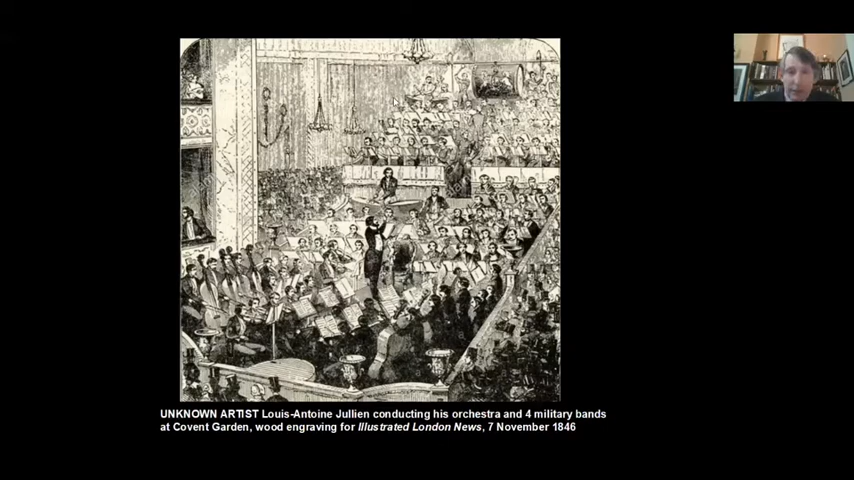 UNKNOWN ARTIST Louis-Antoine Jullien conducting his orchestra and 4 military bands
at Covent Garden, wood engraving for Illustrated London News, 7 November 1846